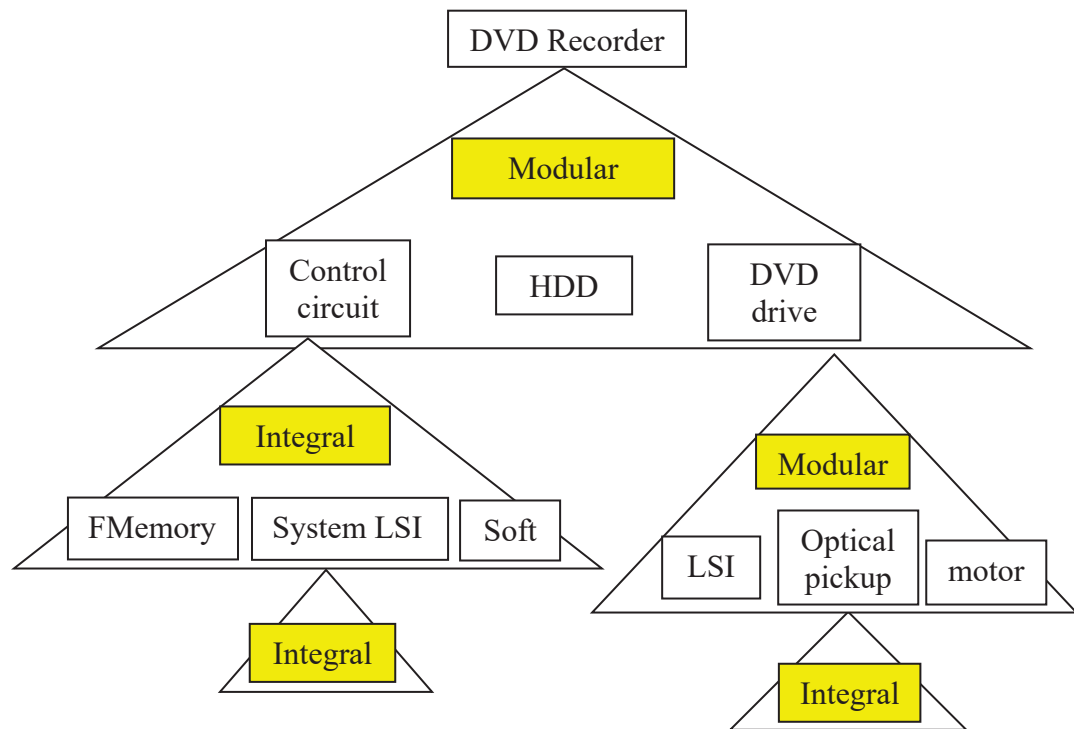 DVD Recorder
Modular
Control
circuit
HDD
DVD
drive
Integral
FMemory
System LSI
Soft
Integral
Modular
LSI
Optical
pickup
motor
Integral